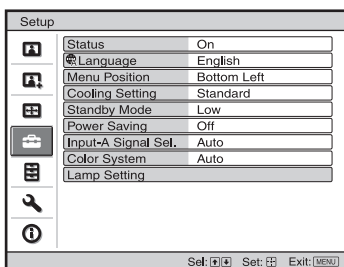 Setup
Status On
Language English
Menu Position Bottom Left
Cooling Setting Standard
Standby Mode Low
Power Saving Off
Input-A Signal Sel. Auto
Color System Auto
Lamp Setting
Sel: Set: Exit: MENU